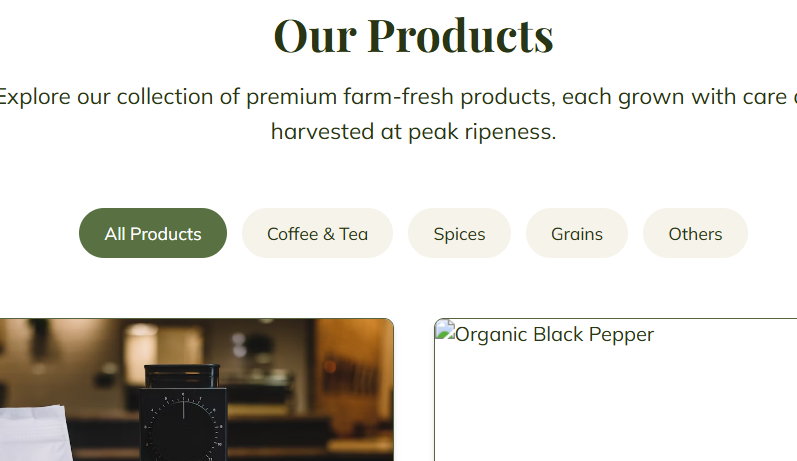 Our Products
Explore our collection of premium farm-fresh products, each grown with care
harvested at peak ripeness.
All Products
Coffee & Tea
Spices
Grains
Others
Organic Black Pepper